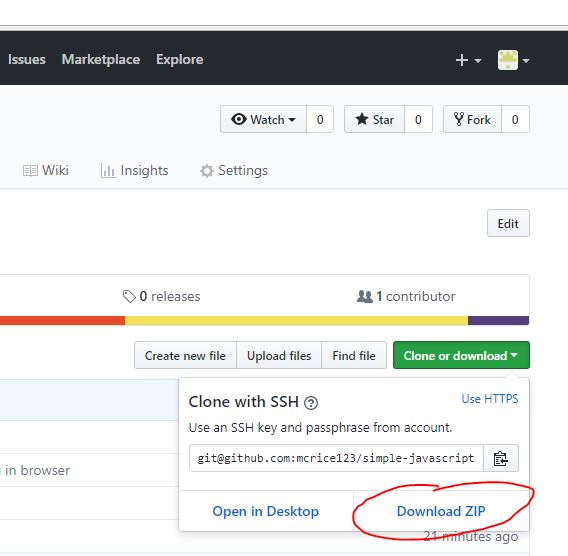 Issues Marketplace Explore
Watch 0 Star 0 Fork 0
Wiki Insights Settings
Edit
0 releases 1 contributor
Create new file Upload files Find file Clone or download
Clone with SSH ? Use HTTPS
Use an SSH key and passphrase from account.
git@github.com:mcrice123/simple-javascript
in browser
Open in Desktop Download ZIP
21 minutes ago